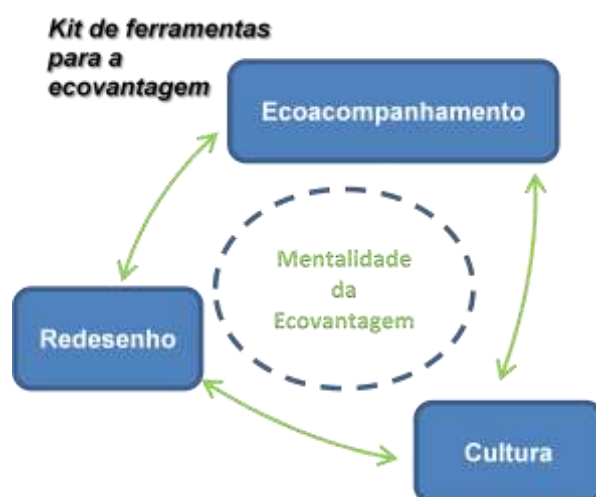 Kit de ferramentas
para a
ecovantagem
Ecoacompanhamento
Mentalidade
da
Ecovantagem
Redesenho
Cultura